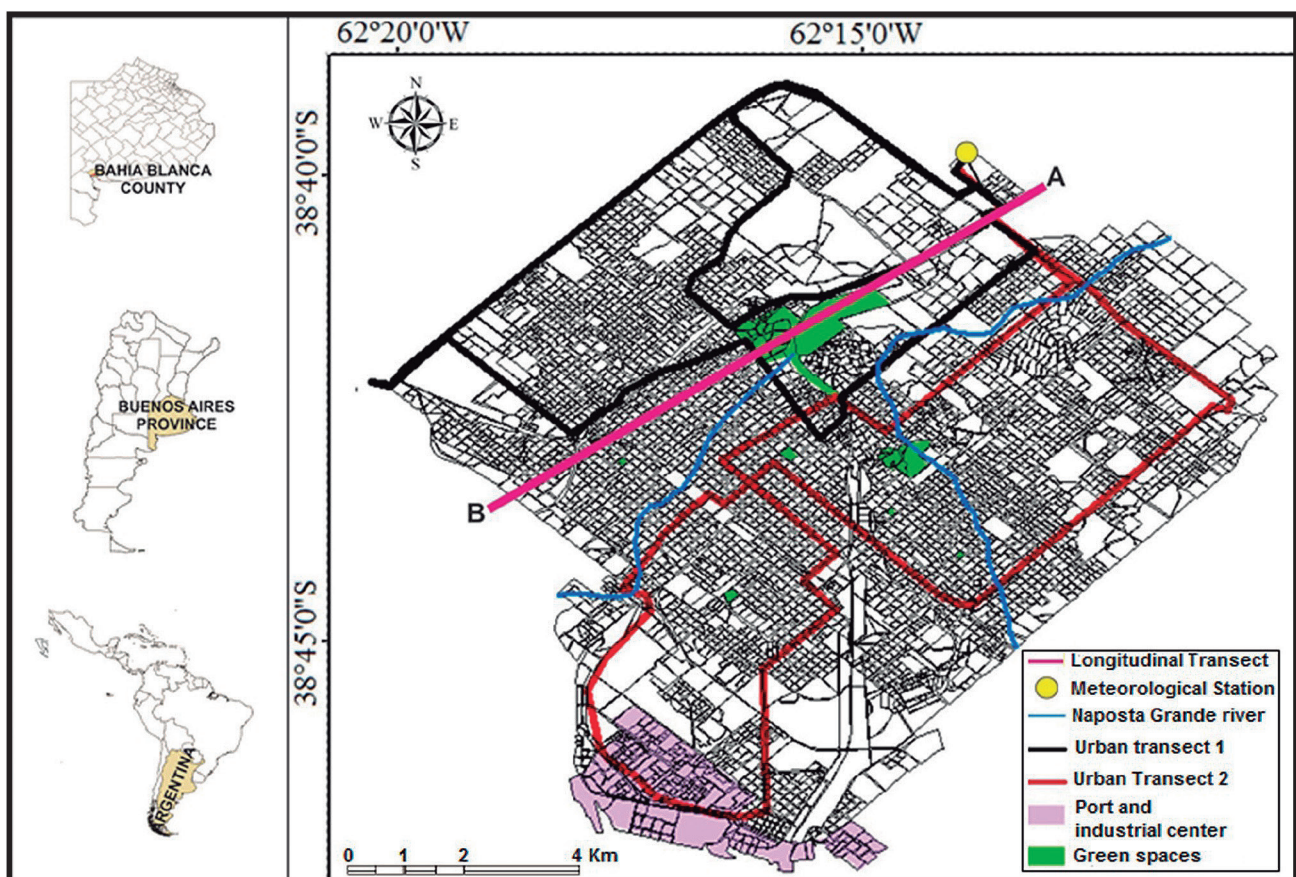 BAHIA BLANCA
COUNTY
BUENOS AIRES
PROVINCE
ARGENTINA
62°20'0"W
62°15'0"W
38°40'0"S
38°45'0"S
N
W
E
S
A
B
0 1 2 4 Km
Longitudinal Transect
Meteorological Station
Naposta Grande river
Urban transect 1
Urban Transect 2
Port and
industrial center
Green spaces